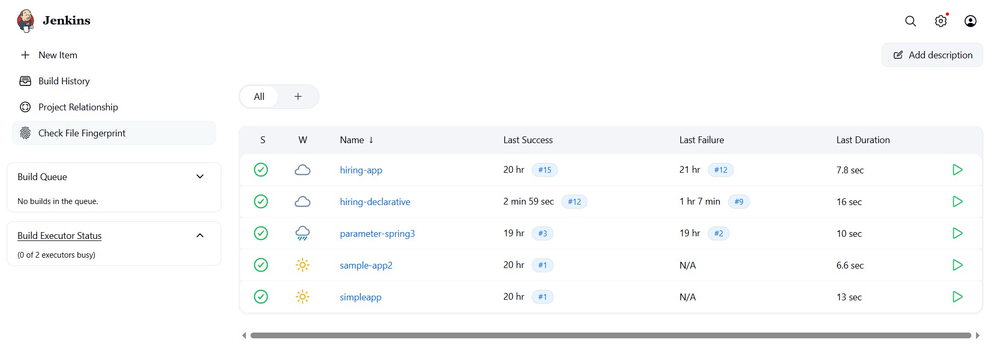 Jenkins
New Item
Add description
Build History
All
Project Relationship
Check File Fingerprint
S W Name ↓ Last Success Last Failure Last Duration
Build Queue
No builds in the queue.
Build Executor Status
(0 of 2 executors busy)
hiring-app 20 hr #15 21 hr #12 7.8 sec
hiring-declarative 2 min 59 sec #12 1 hr 7 min #9 16 sec
parameter-spring3 19 hr #3 19 hr #2 10 sec
sample-app2 20 hr #1 N/A 6.6 sec
simpleapp 20 hr #1 N/A 13 sec